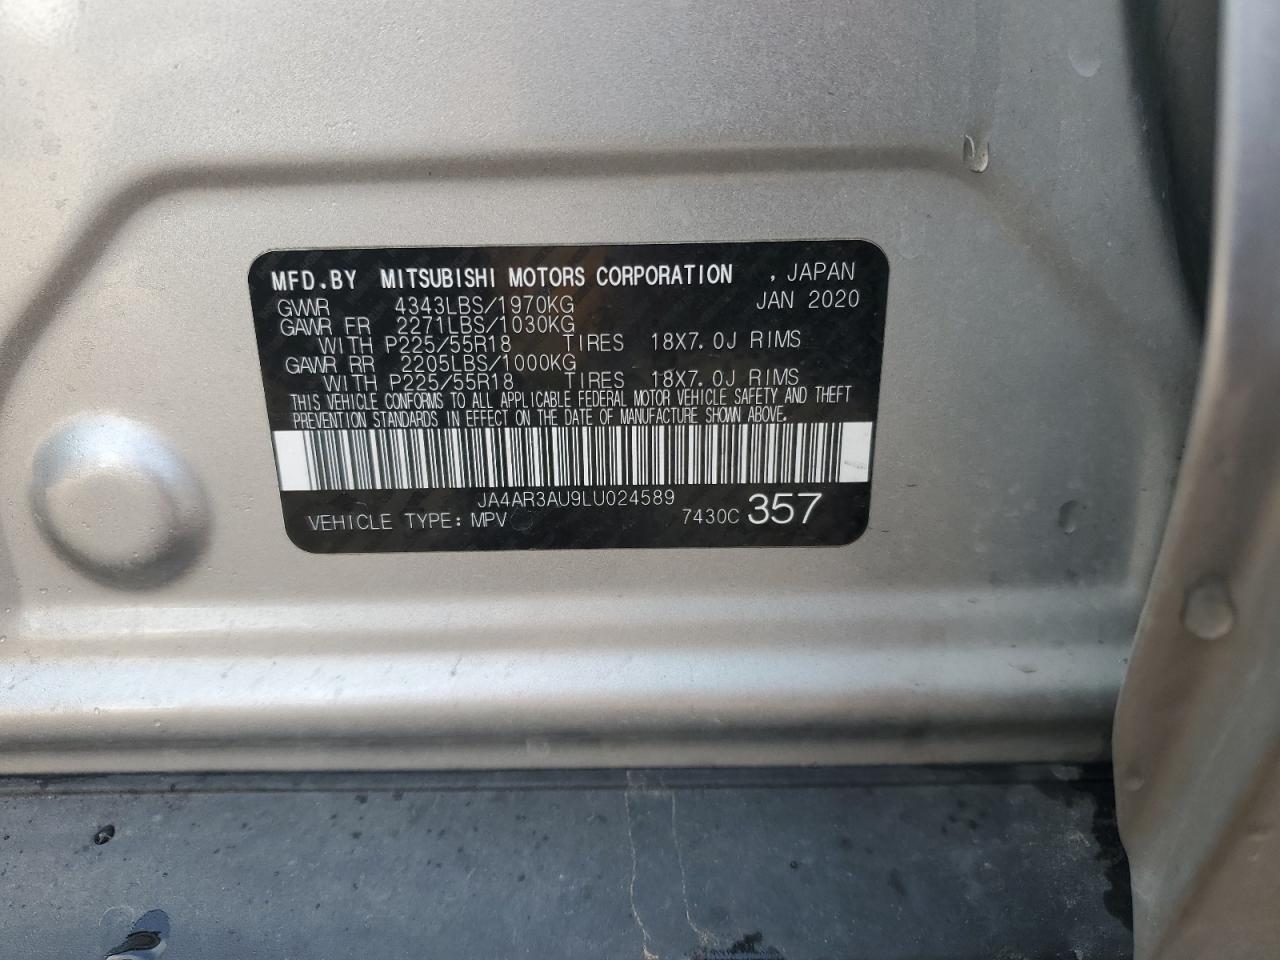 MFD.BY MITSUBISHI MOTORS CORPORATION , JAPAN
GVWR 4343LBS/1970KG JAN 2020
GAWR FR 2271LBS/1030KG
WITH P225/55R18 TIRES 18X7.0J RIMS
GAWR RR 2205LBS/1000KG
WITH P225/55R18 TIRES 18X7.0J RIMS
THIS VEHICLE CONFORMS TO ALL APPLICABLE FEDERAL MOTOR VEHICLE SAFETY AND THEFT
PREVENTION STANDARDS IN EFFECT ON THE DATE OF MANUFACTURE SHOWN ABOVE.
JA4AR3AU9LU024589
VEHICLE TYPE: MPV 7430C 357